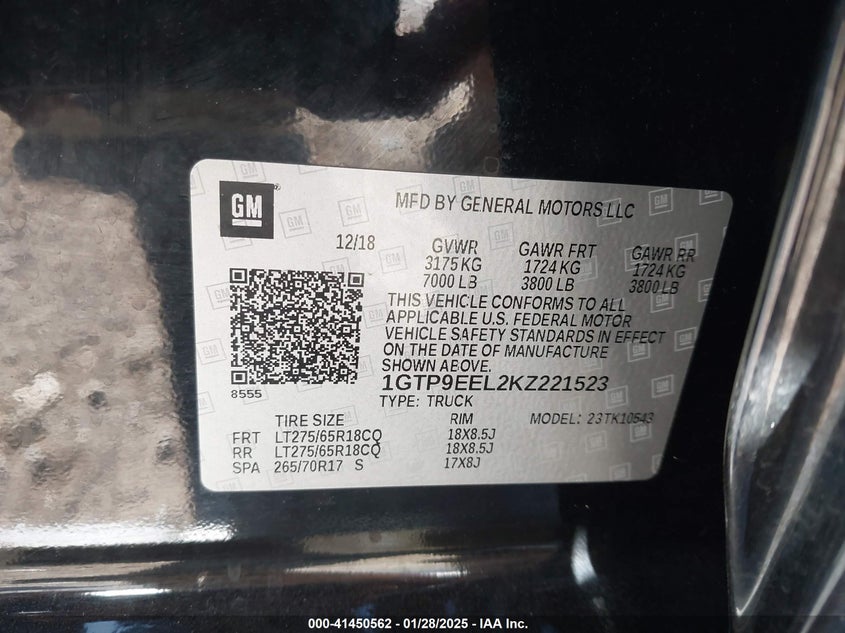 GM
MFD BY GENERAL MOTORS LLC
12/18 GVWR GAWR FRT GAWR RR
3175 KG 1724 KG 1724 KG
7000 LB 3800 LB 3800 LB
THIS VEHICLE CONFORMS TO ALL
APPLICABLE U.S. FEDERAL MOTOR
VEHICLE SAFETY STANDARDS IN EFFECT
ON THE DATE OF MANUFACTURE
SHOWN ABOVE.
1GTP9EEL2KZ221523
8555
TYPE: TRUCK
TIRE SIZE RIM MODEL: 23TK10543
FRT LT275/65R18CQ 18X8.5J
RR LT275/65R18CQ 18X8.5J
SPA 265/70R17 S 17X8J
000-41450562 - 01/28/2025 - IAA Inc.